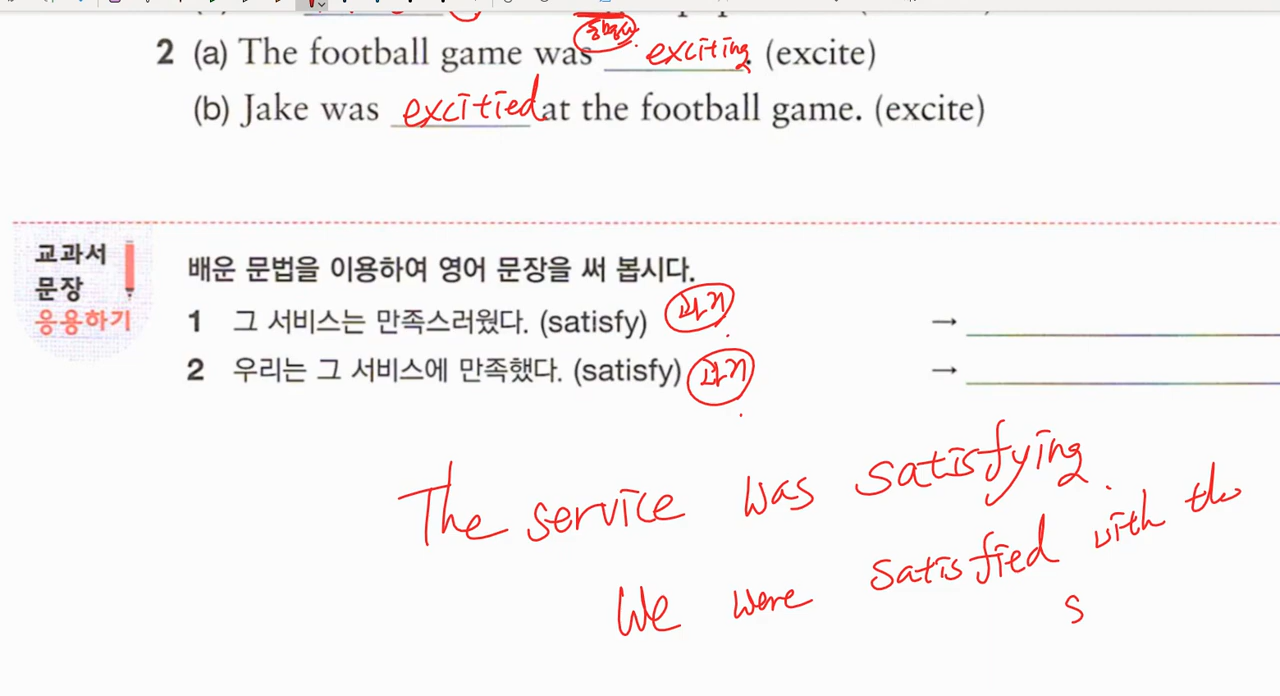 2 (a) The football game was exciting. (excite)
(b) Jake was excitied at the football game. (excite)
교과서
문장
응용하기
배운 문법을 이용하여 영어 문장을 써 봅시다.
1 그 서비스는 만족스러웠다. (satisfy) 과거 →
2 우리는 그 서비스에 만족했다. (satisfy) 과거 →
The service was satisfying.
We were satisfied with the
s